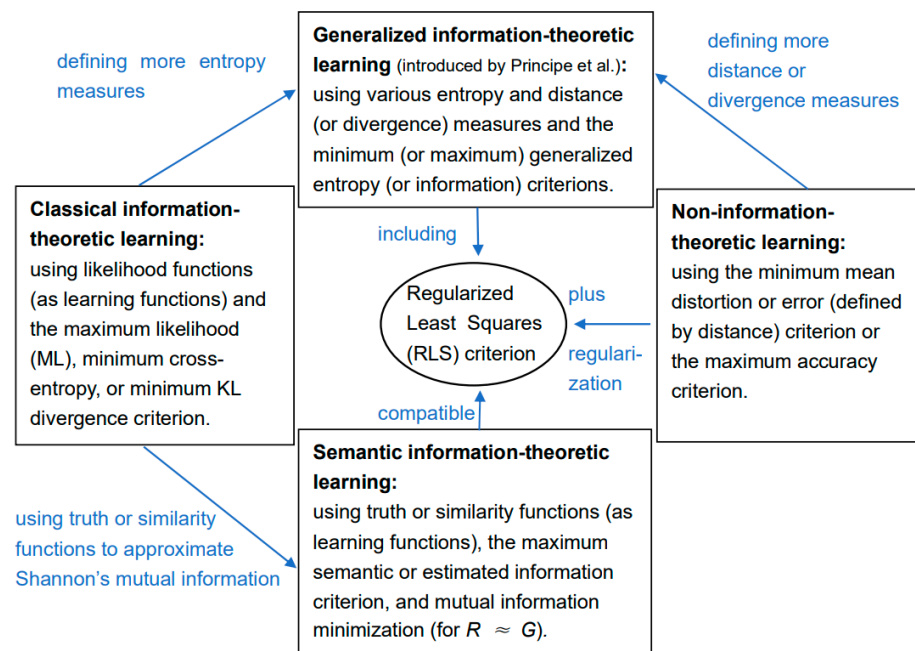 defining more entropy
measures
Generalized information-theoretic
learning (introduced by Principe et al.):
using various entropy and distance
(or divergence) measures and the
minimum (or maximum) generalized
entropy (or information) criterions.
defining more
distance or
divergence measures
Classical information-
theoretic learning:
using likelihood functions
(as learning functions) and
the maximum likelihood
(ML), minimum cross-
entropy, or minimum KL
divergence criterion.
including
Regularized
Least Squares
(RLS) criterion
plus
regulari-
zation
Non-information-
theoretic learning:
using the minimum mean
distortion or error (defined
by distance) criterion or
the maximum accuracy
criterion.
compatible
using truth or similarity
functions to approximate
Shannon's mutual information
Semantic information-theoretic
learning:
using truth or similarity functions (as
learning functions), the maximum
semantic or estimated information
criterion, and mutual information
minimization (for R ≈ G).